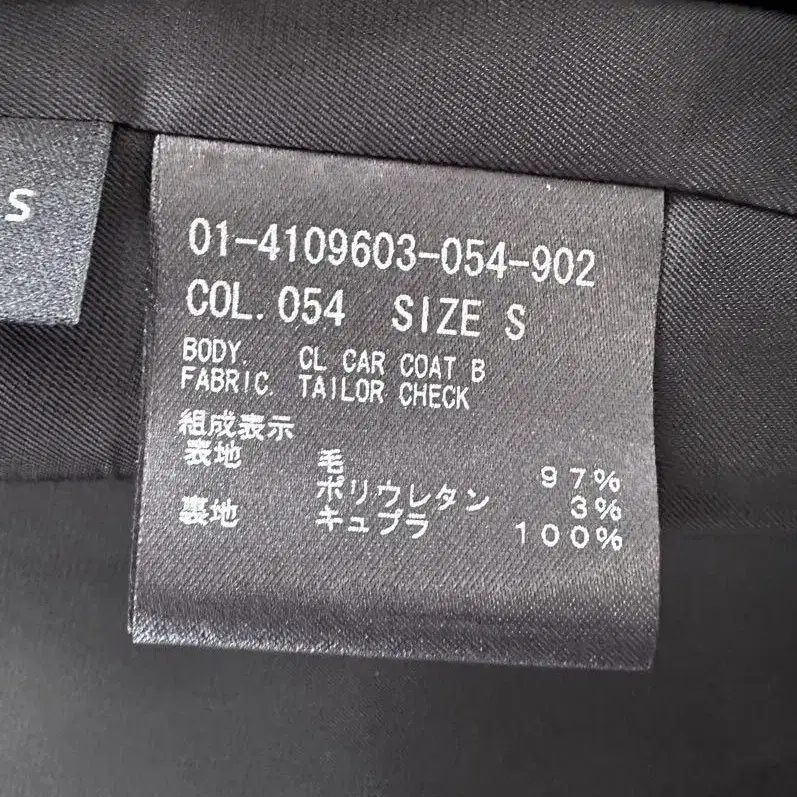 S
01-4109603-054-902
COL. 054 SIZE S
BODY. CL CAR COAT B
FABRIC. TAILOR CHECK
組成表示
表地 毛 97%
ポリウレタン 3%
裏地 キュプラ 100%